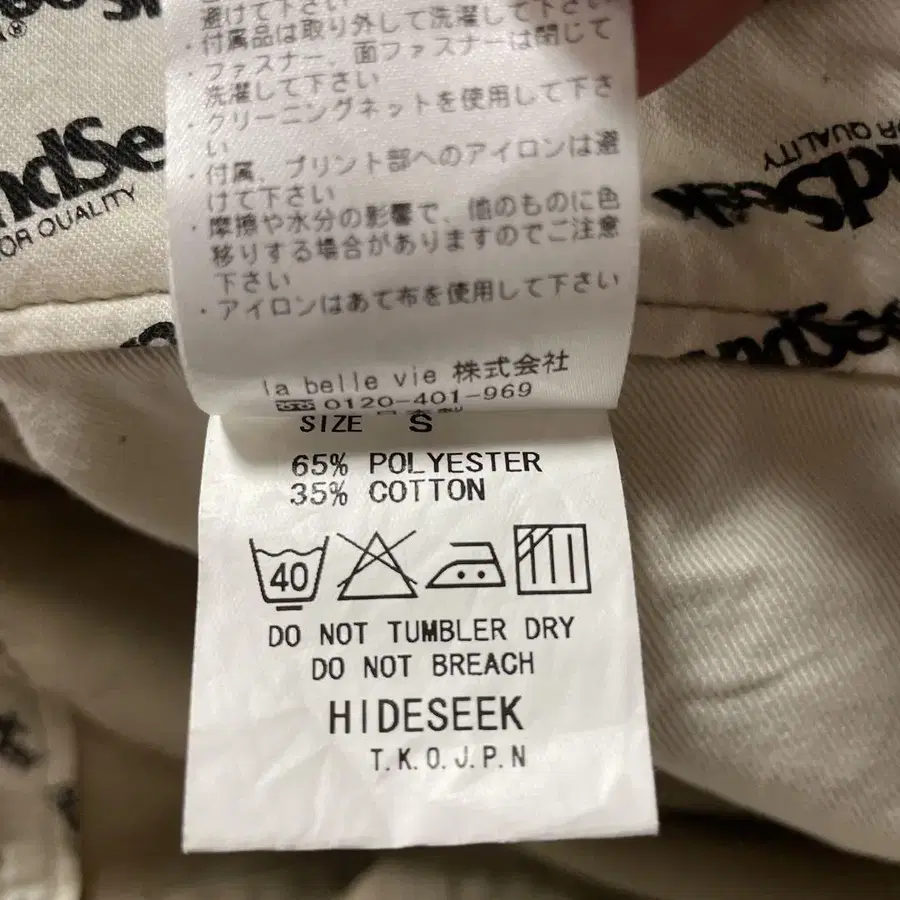 避けて下さい
・付属品は取り外して洗濯して下さい
・ファスナー、面ファスナーは閉じて
洗濯して下さい
・クリーニングネットを使用して下さ
い
・付属、プリント部へのアイロンは避
けて下さい
・摩擦や水分の影響で、他のものに色
移りする場合がありますのでご注意
下さい
・アイロンはあて布を使用して下さい
la belle vie 株式会社
☎ 0120-401-969
SIZE S
65% POLYESTER
35% COTTON
40
DO NOT TUMBLER DRY
DO NOT BREACH
HIDESEEK
T.K.O.J.P.N
ndSe
OR QUALITY
OR QUALITY
ndSeek